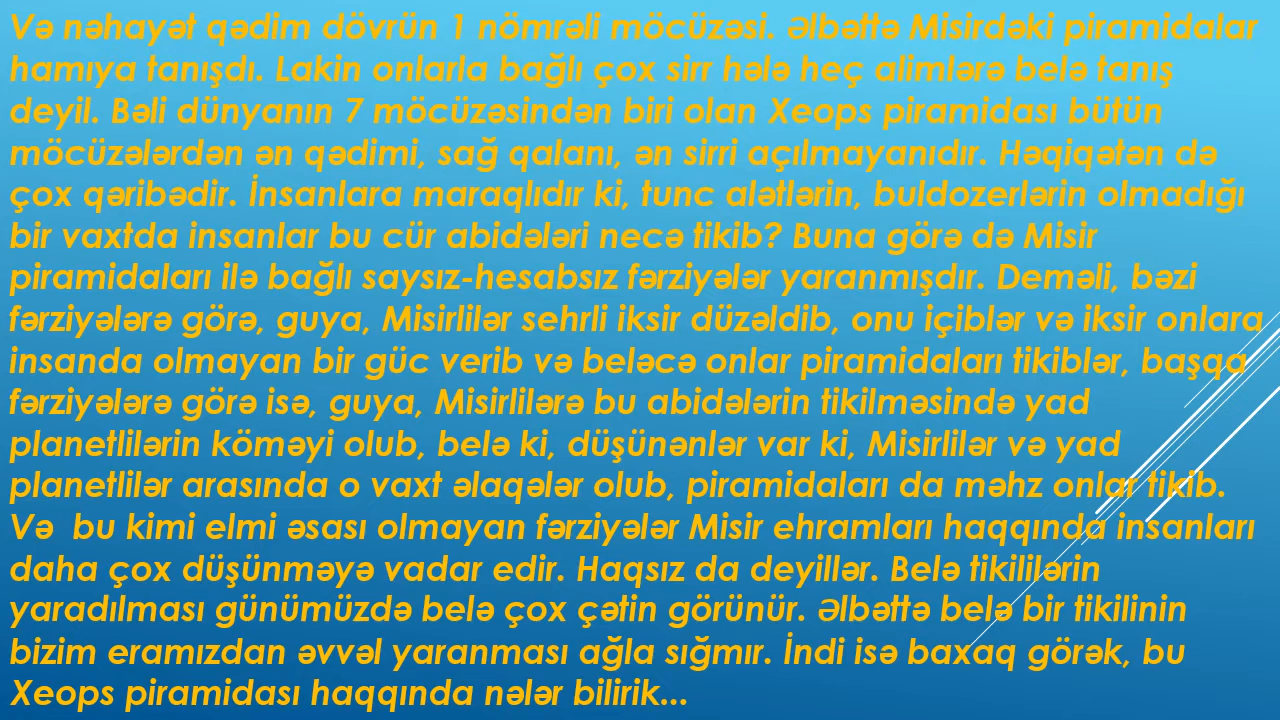 Və nəhayət qədim dövrün 1 nömrəli möcüzəsi. Əlbəttə Misirdəki piramidalar
hamıya tanışdı. Lakin onlarla bağlı çox sirr hələ heç alimlərə belə tanış
deyil. Bəli dünyanın 7 möcüzəsindən biri olan Xeops piramidası bütün
möcüzələrdən ən qədimi, sağ qalanı, ən sirri açılmayanıdır. Həqiqətən də
çox qəribədir. İnsanlara maraqlıdır ki, tunc alətlərin, buldozerlərin olmadığı
bir vaxtda insanlar bu cür abidələri necə tikib? Buna görə də Misir
piramidaları ilə bağlı saysız-hesabsız fərziyələr yaranmışdır. Deməli, bəzi
fərziyələrə görə, guya, Misirlilər sehrli iksir düzəldib, onu içiblər və iksir onlara
insanda olmayan bir güc verib və beləcə onlar piramidaları tikiblər, başqa
fərziyələrə görə isə, guya, Misirlilərə bu abidələrin tikilməsində yad
planetlilərin köməyi olub, belə ki, düşünənlər var ki, Misirlilər və yad
planetlilər arasında o vaxt əlaqələr olub, piramidaları da məhz onlar tikib.
Və  bu kimi elmi əsası olmayan fərziyələr Misir ehramları haqqında insanları
daha çox düşünməyə vadar edir. Haqsız da deyillər. Belə tikililərin
yaradılması günümüzdə belə çox çətin görünür. Əlbəttə belə bir tikilinin
bizim eramızdan əvvəl yaranması ağla sığmır. İndi isə baxaq görək, bu
Xeops piramidası haqqında nələr bilirik...